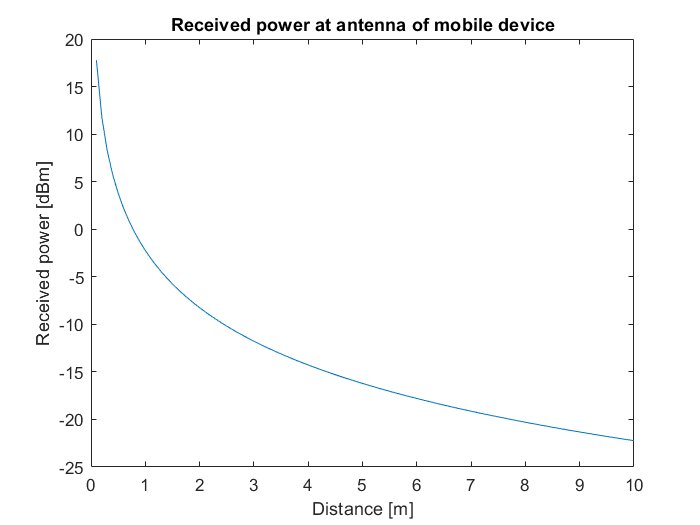 Received power at antenna of mobile device
Received power [dBm]
20
15
10
5
0
-5
-10
-15
-20
-25
0 1 2 3 4 5 6 7 8 9 10
Distance [m]